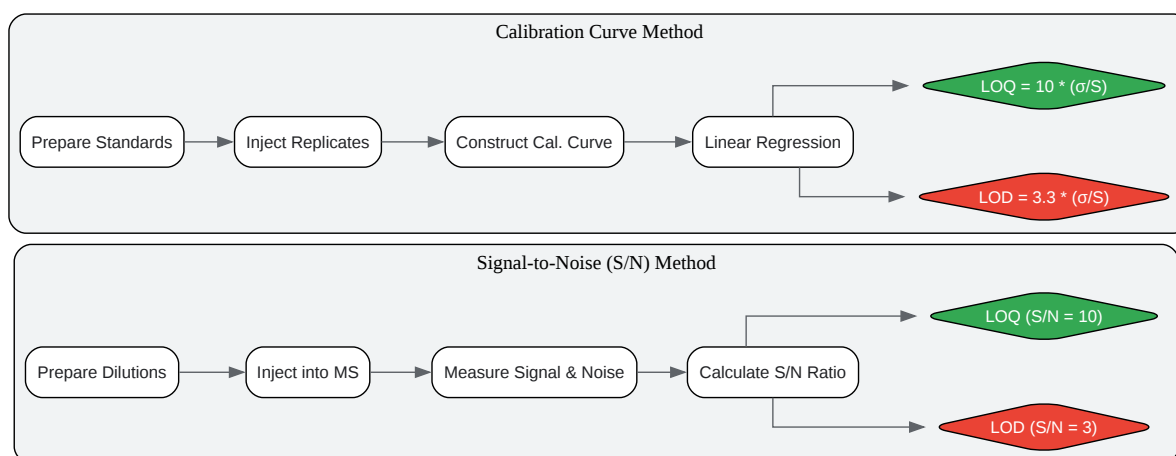 Calibration Curve Method
LOQ = 10 * (σ/S)
Prepare Standards
Inject Replicates
Construct Cal. Curve
Linear Regression
LOD = 3.3 * (σ/S)
Signal-to-Noise (S/N) Method
LOQ (S/N = 10)
Prepare Dilutions
Inject into MS
Measure Signal & Noise
Calculate S/N Ratio
LOD (S/N = 3)